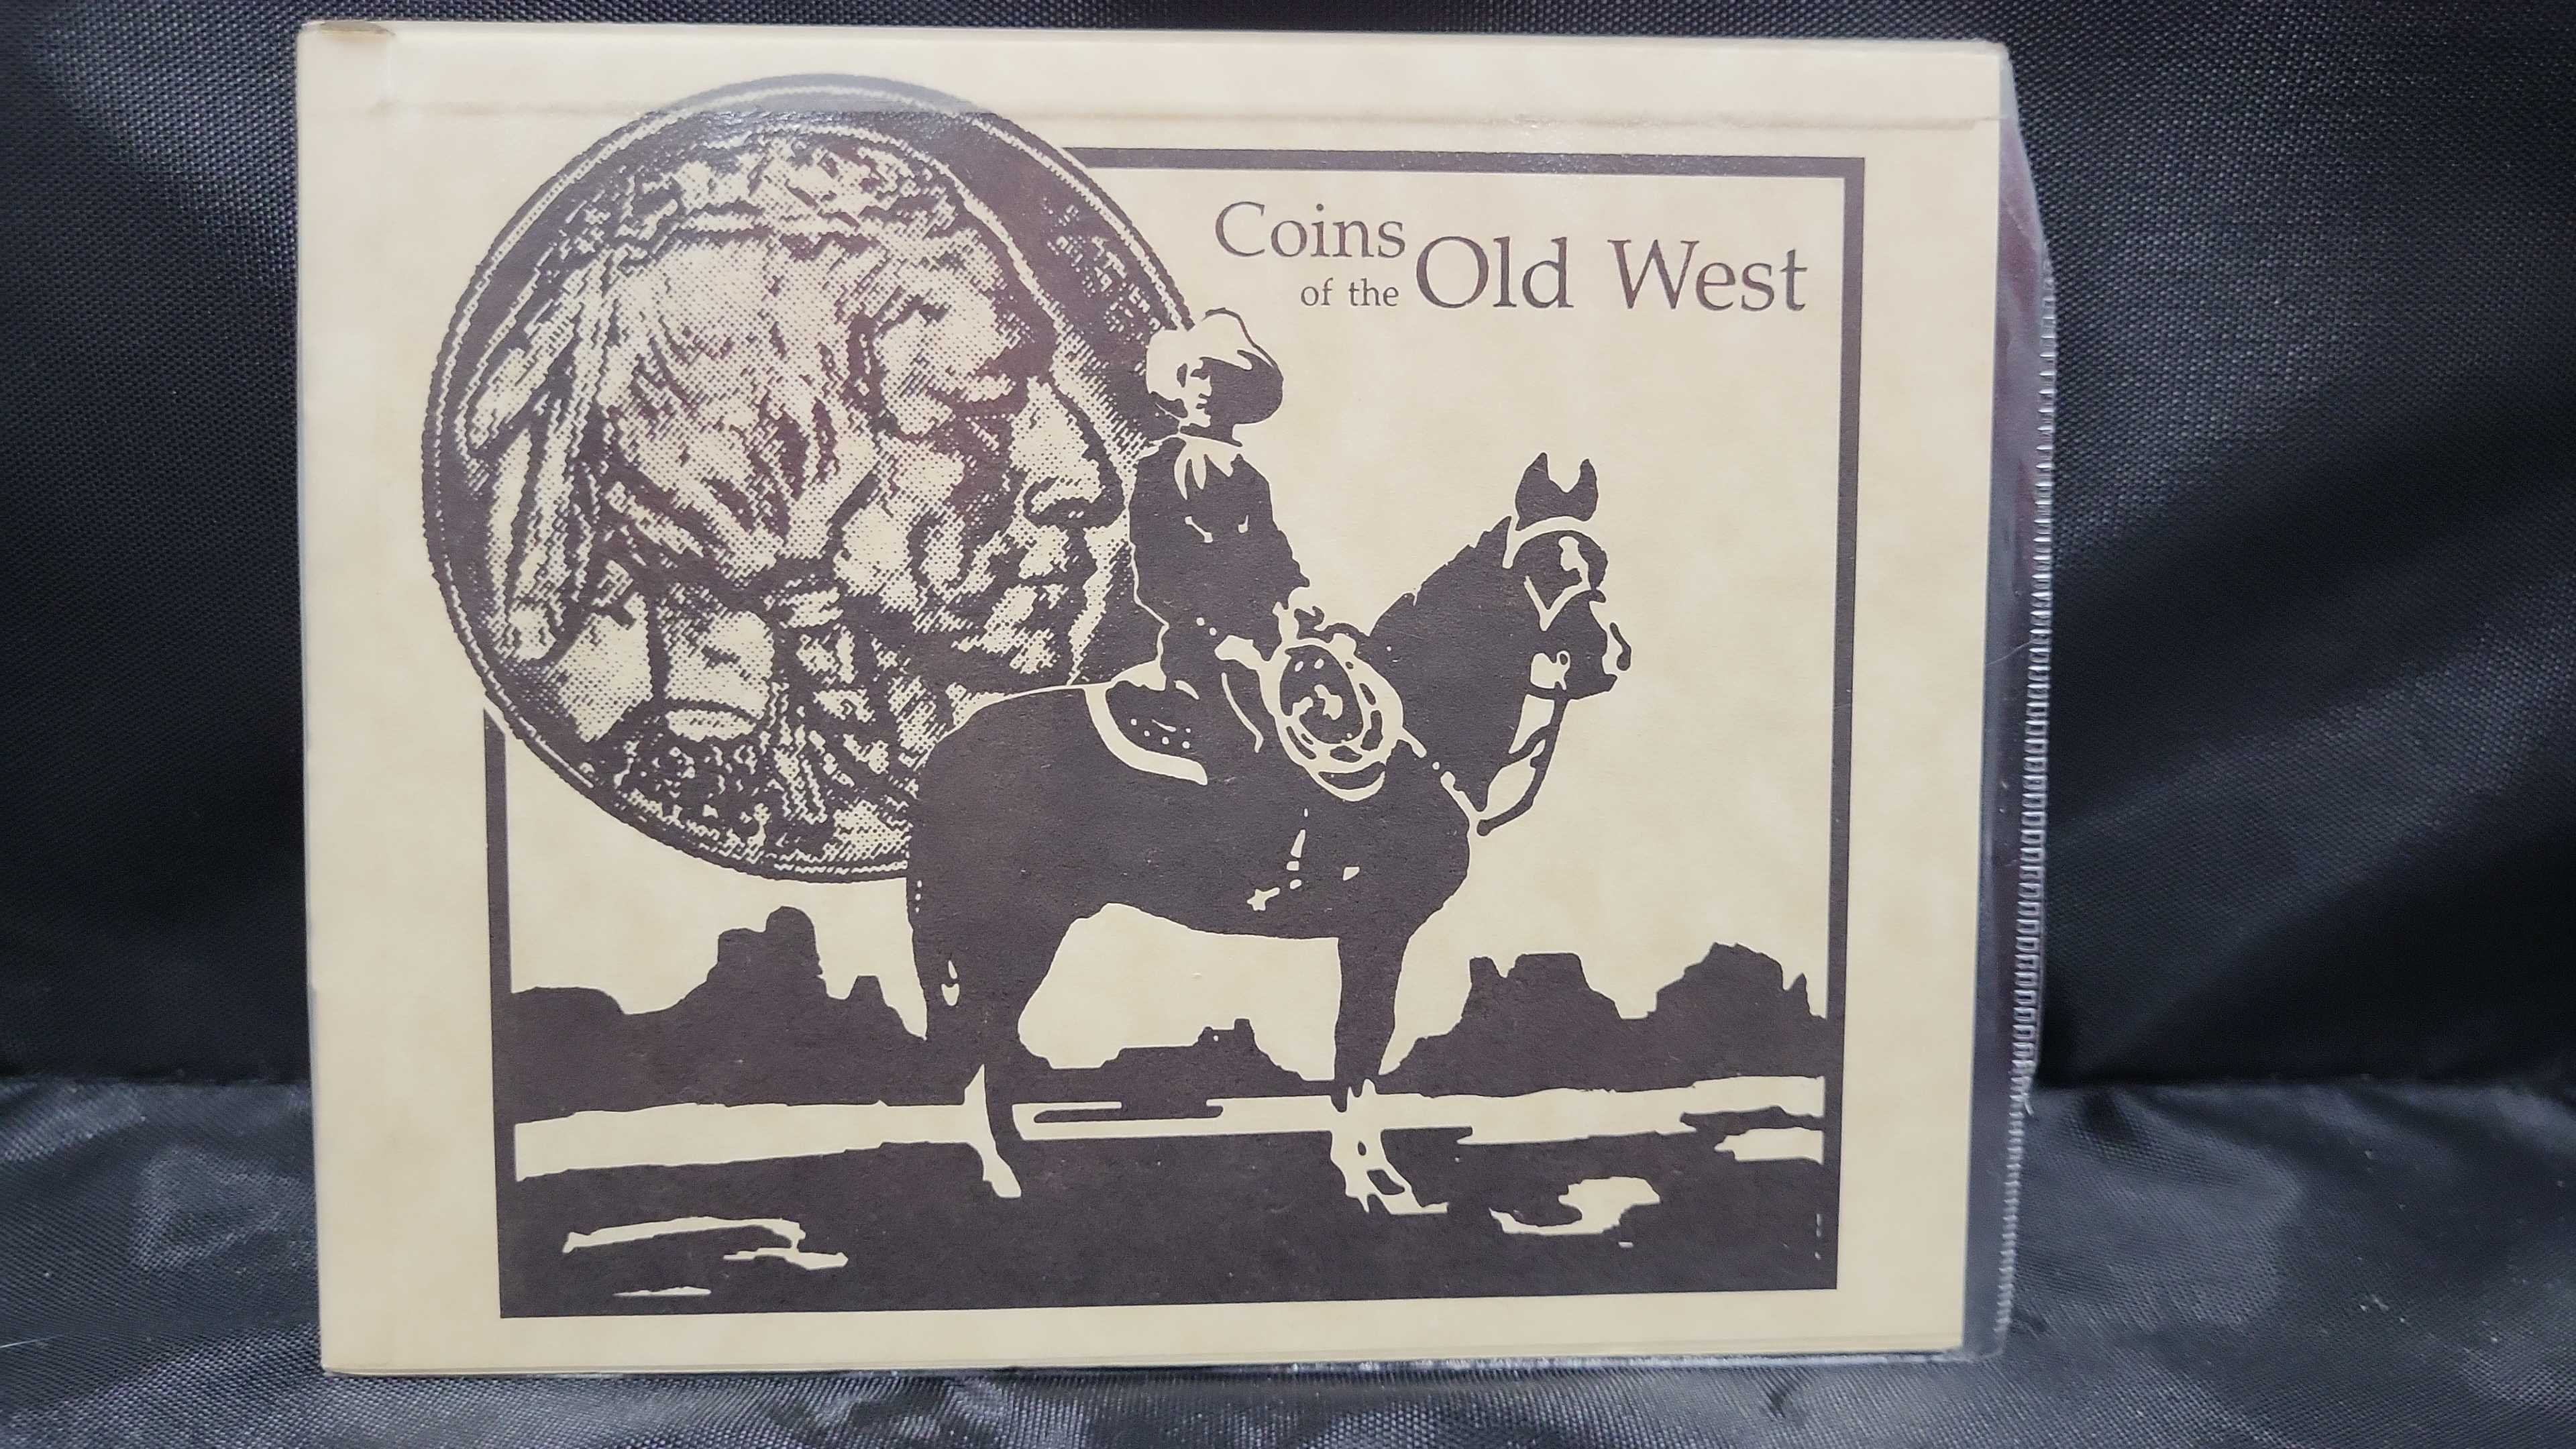 Coins
of the Old West